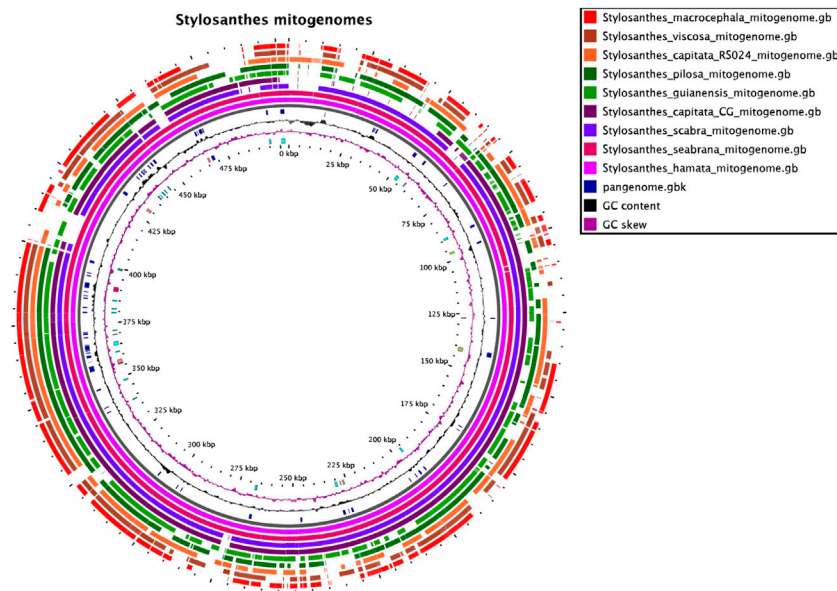 Stylosanthes mitogenomes
Stylosanthes_macrocephala_mitogenome.gb
Stylosanthes_viscosa_mitogenome.gb
Stylosanthes_capitata_RS024_mitogenome.gb
Stylosanthes_pilosa_mitogenome.gb
Stylosanthes_guianensis_mitogenome.gb
Stylosanthes_capitata_CG_mitogenome.gb
Stylosanthes_scabra_mitogenome.gb
Stylosanthes_seabrana_mitogenome.gb
Stylosanthes_hamata_mitogenome.gb
pangenome.gbk
GC content
GC skew
0 kbp
25 kbp
50 kbp
75 kbp
100 kbp
125 kbp
150 kbp
175 kbp
200 kbp
225 kbp
250 kbp
275 kbp
300 kbp
325 kbp
350 kbp
375 kbp
400 kbp
425 kbp
450 kbp
475 kbp